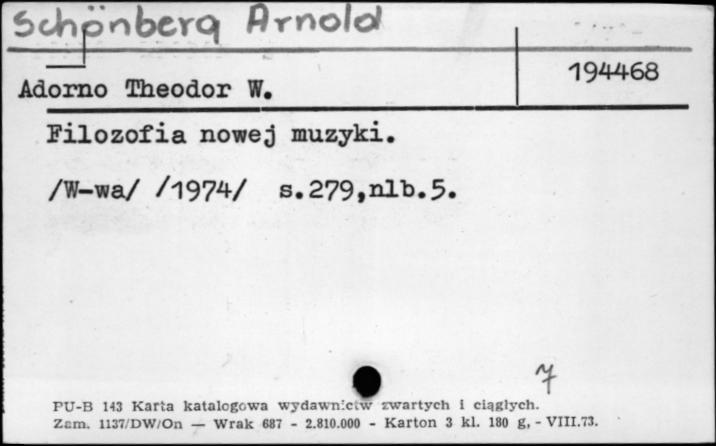 Schönberg Arnold
194468
Adorno Theodor W.
Filozofia nowej muzyki.
/W-wa/ /1974/ s.279,nlb.5.
7
PU-B 143 Karta katalogowa wydawnictw zwartych i ciągłych.
Zam. 1137/DW/On — Wrak 687 - 2.810.000 - Karton 3 kl. 180 g, - VIII.73.